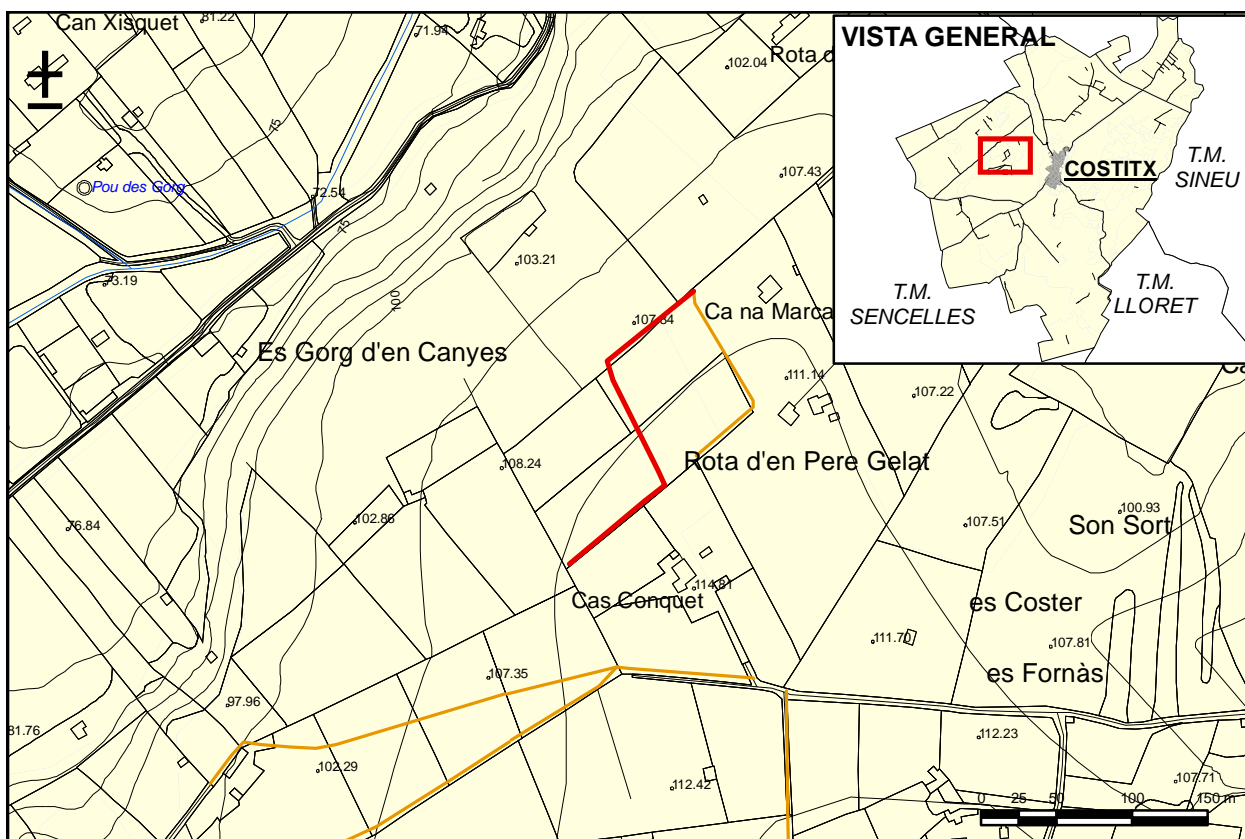 Can Xisquet
81.22
71.94
Rota d
102.04
VISTA GENERAL
75
Pou des Gorg
72.54
107.43
COSTITX
T.M.
SINEU
75
103.21
73.19
100
T.M.
SENCELLES
T.M.
LLORET
107.84
Ca na Marca
Es Gorg d'en Canyes
111.14
107.22
108.24
Rota d'en Pere Gelat
102.86
76.84
107.51
100.93
Son Sort
114.81
Cas Conquet
es Coster
111.70
107.81
107.35
es Fornàs
97.96
81.76
112.23
102.29
112.42
107.71
0 25 50 100 150 m